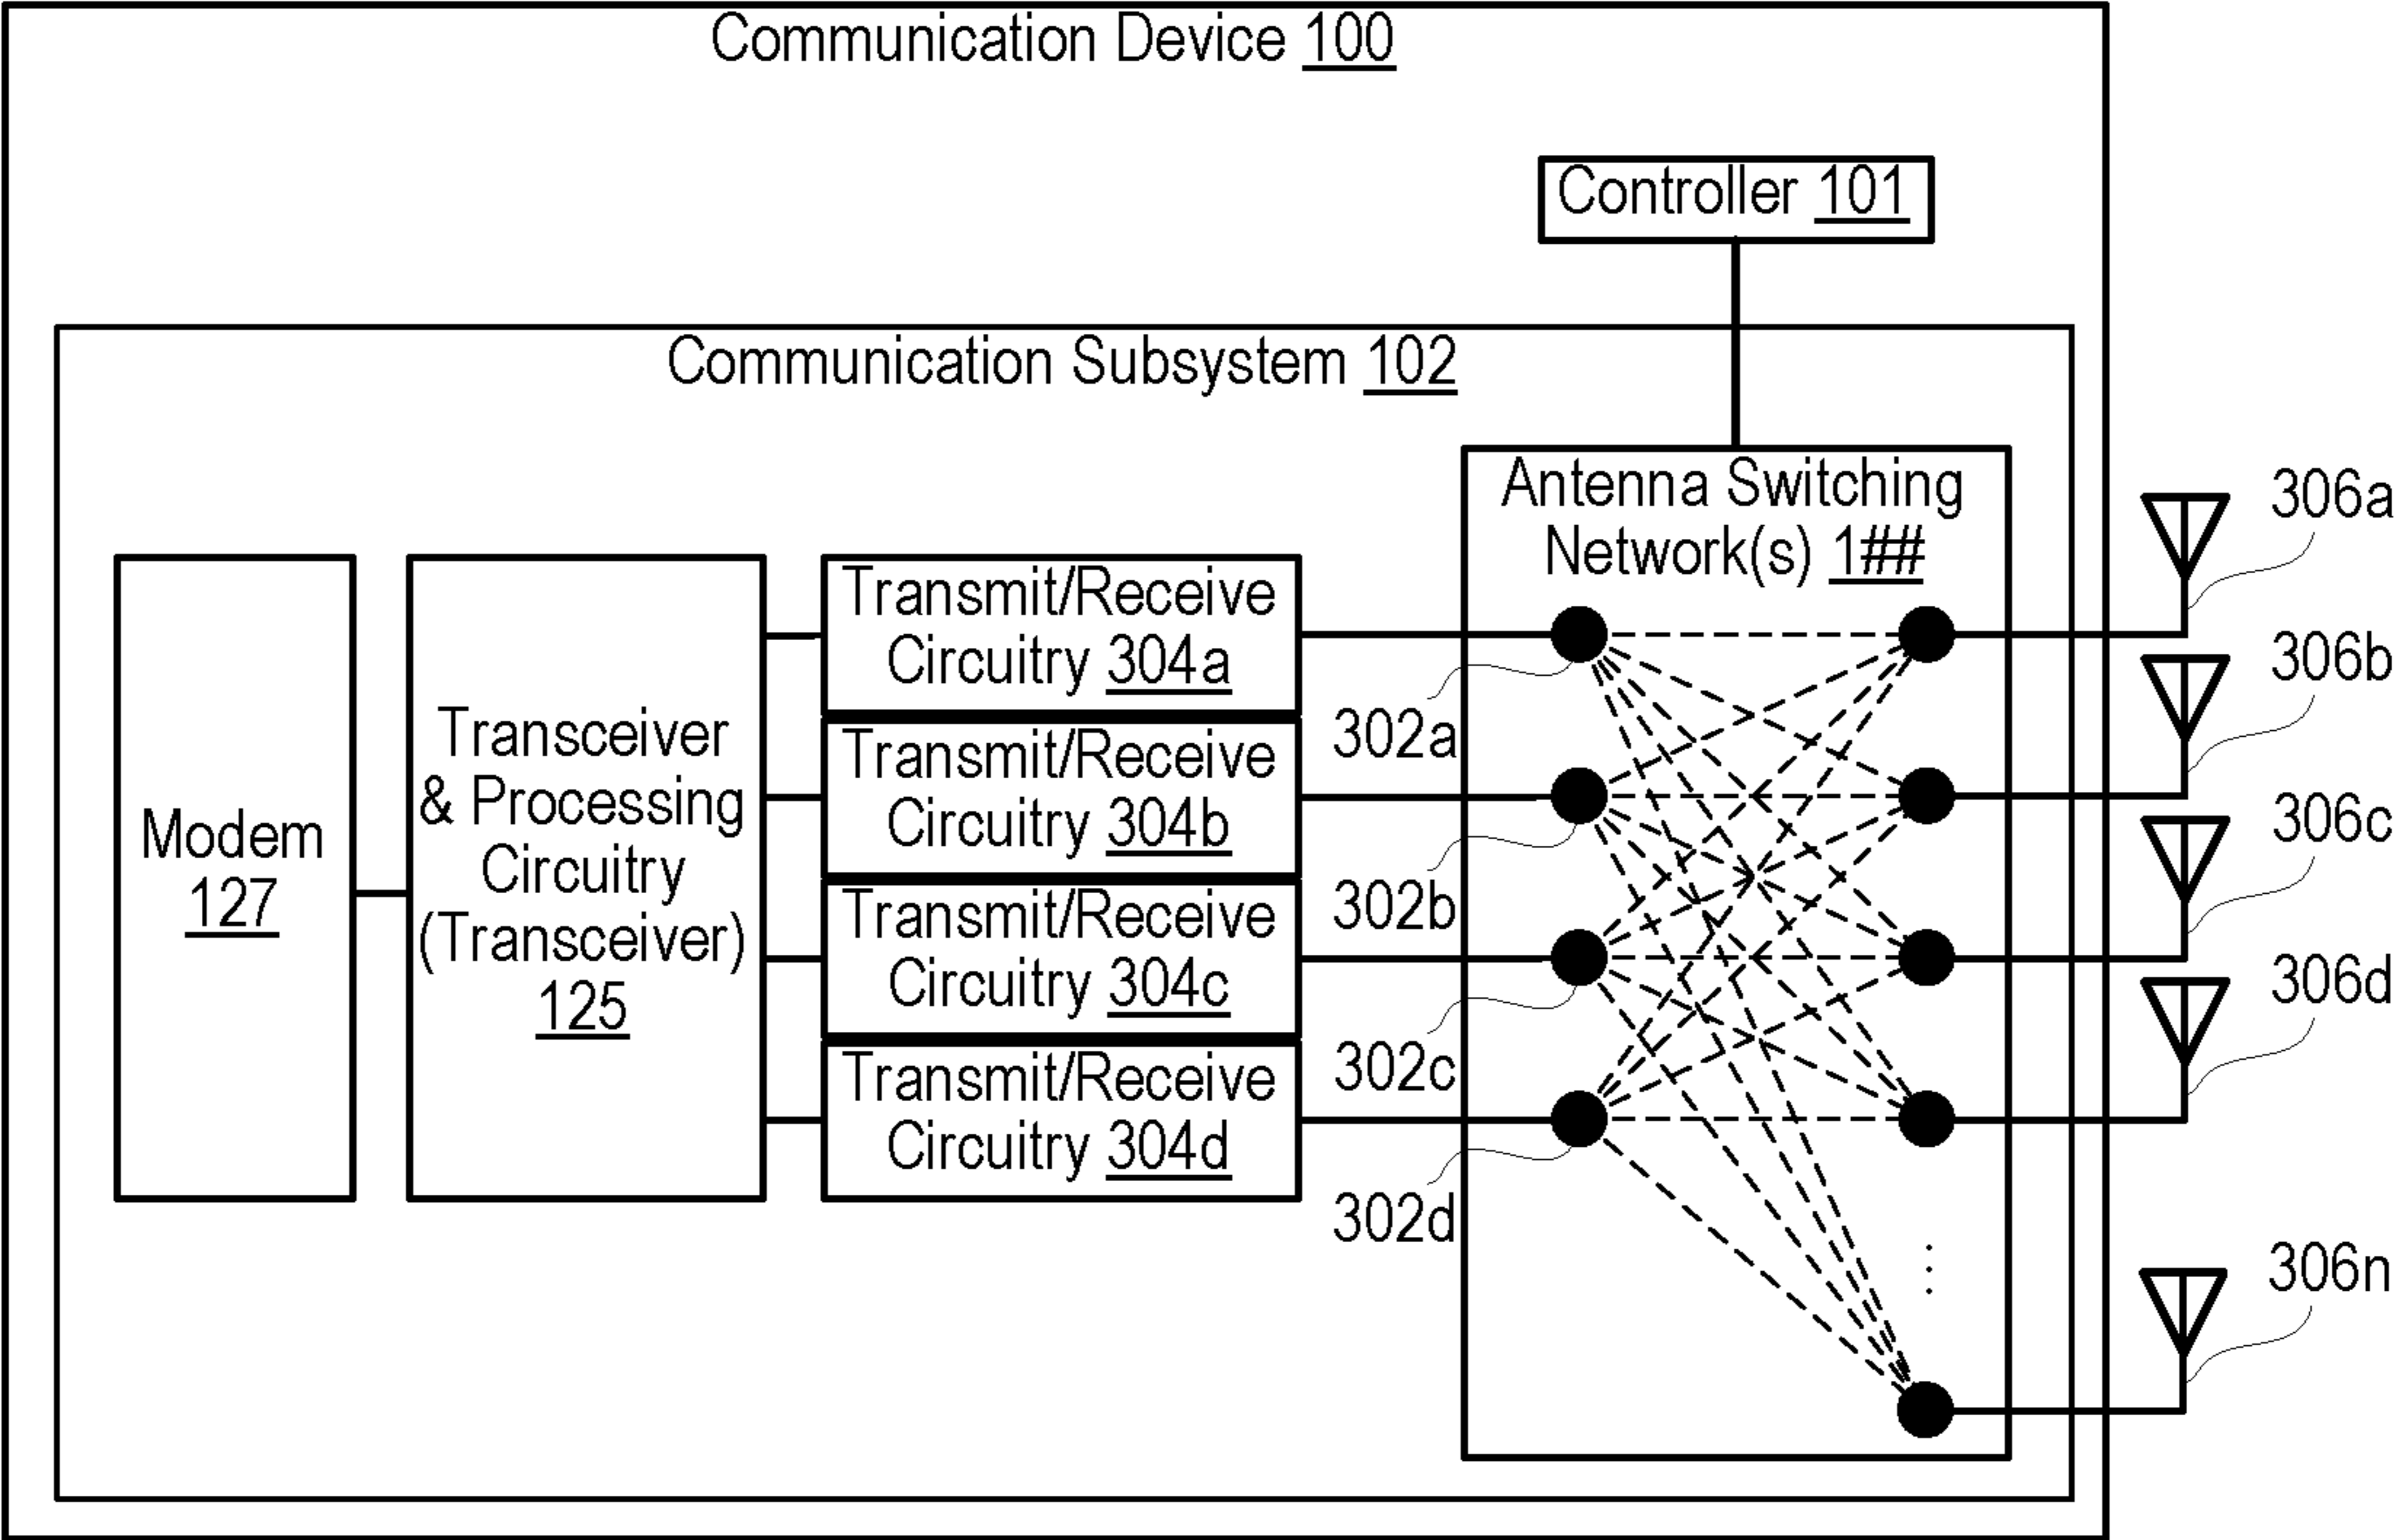 Communication Device 100
Controller 101
Communication Subsystem 102
Antenna Switching
Network(s) 1##
Modem
127
Transceiver
& Processing
Circuitry
(Transceiver)
125
Transmit/Receive
Circuitry 304a
Transmit/Receive
Circuitry 304b
Transmit/Receive
Circuitry 304c
Transmit/Receive
Circuitry 304d
302a
302b
302c
302d
306a
306b
306c
306d
306n